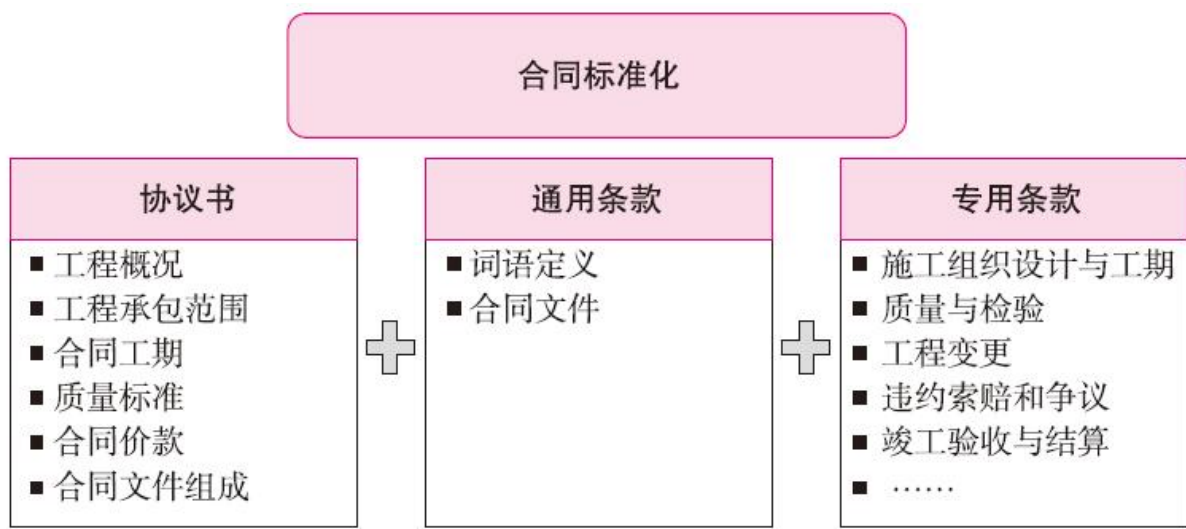 合同标准化
协议书
工程概况
工程承包范围
合同工期
质量标准
合同价款
合同文件组成
通用条款
词语定义
合同文件
专用条款
施工组织设计与工期
质量与检验
工程变更
违约索赔和争议
竣工验收与结算
……